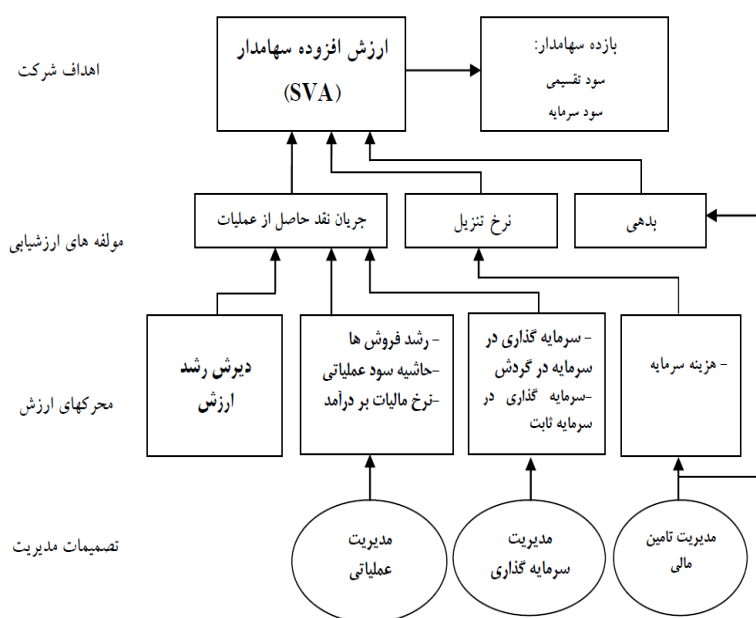 اهداف شرکت
ارزش افزوده سهامدار
(SVA)
بازده سهامدار:
سود تقسیمی
سود سرمایه
مولفه های ارزشیابی
جریان نقد حاصل از عملیات
نرخ تنزیل
بدهی
محرکهای ارزش
دیرش رشد
ارزش
- رشد فروش ها
-حاشیه سود عملیاتی
-نرخ مالیات بر درآمد
- سرمایه گذاری در
سرمایه در گردش
-سرمایه گذاری در
سرمایه ثابت
- هزینه سرمایه
تصمیمات مدیریت
مدیریت
عملیاتی
مدیریت
سرمایه گذاری
مدیریت تامین
مالی